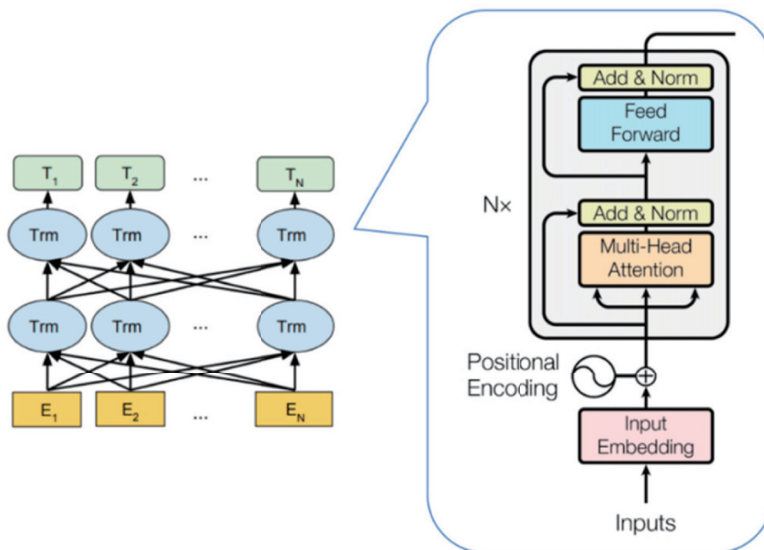 T1 T2 ... TN
Trm Trm ... Trm
Trm Trm ... Trm
E1 E2 ... EN
Add & Norm
Feed
Forward
N×
Add & Norm
Multi-Head
Attention
Positional
Encoding
Input
Embedding
Inputs